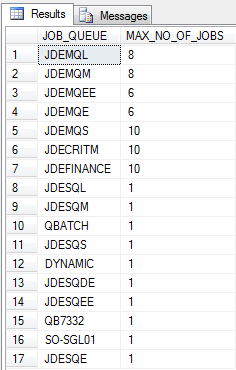 Results Messages
JOB_QUEUE MAX_NO_OF_JOBS
1 JDEMQL 8
2 JDEMQM 8
3 JDEMQEE 6
4 JDEMQE 6
5 JDEMQS 10
6 JDECRITM 10
7 JDEFINANCE 10
8 JDESQL 1
9 JDESQM 1
10 QBATCH 1
11 JDESQS 1
12 DYNAMIC 1
13 JDESQDE 1
14 JDESQEE 1
15 QB7332 1
16 SO-SGL01 1
17 JDESQE 1